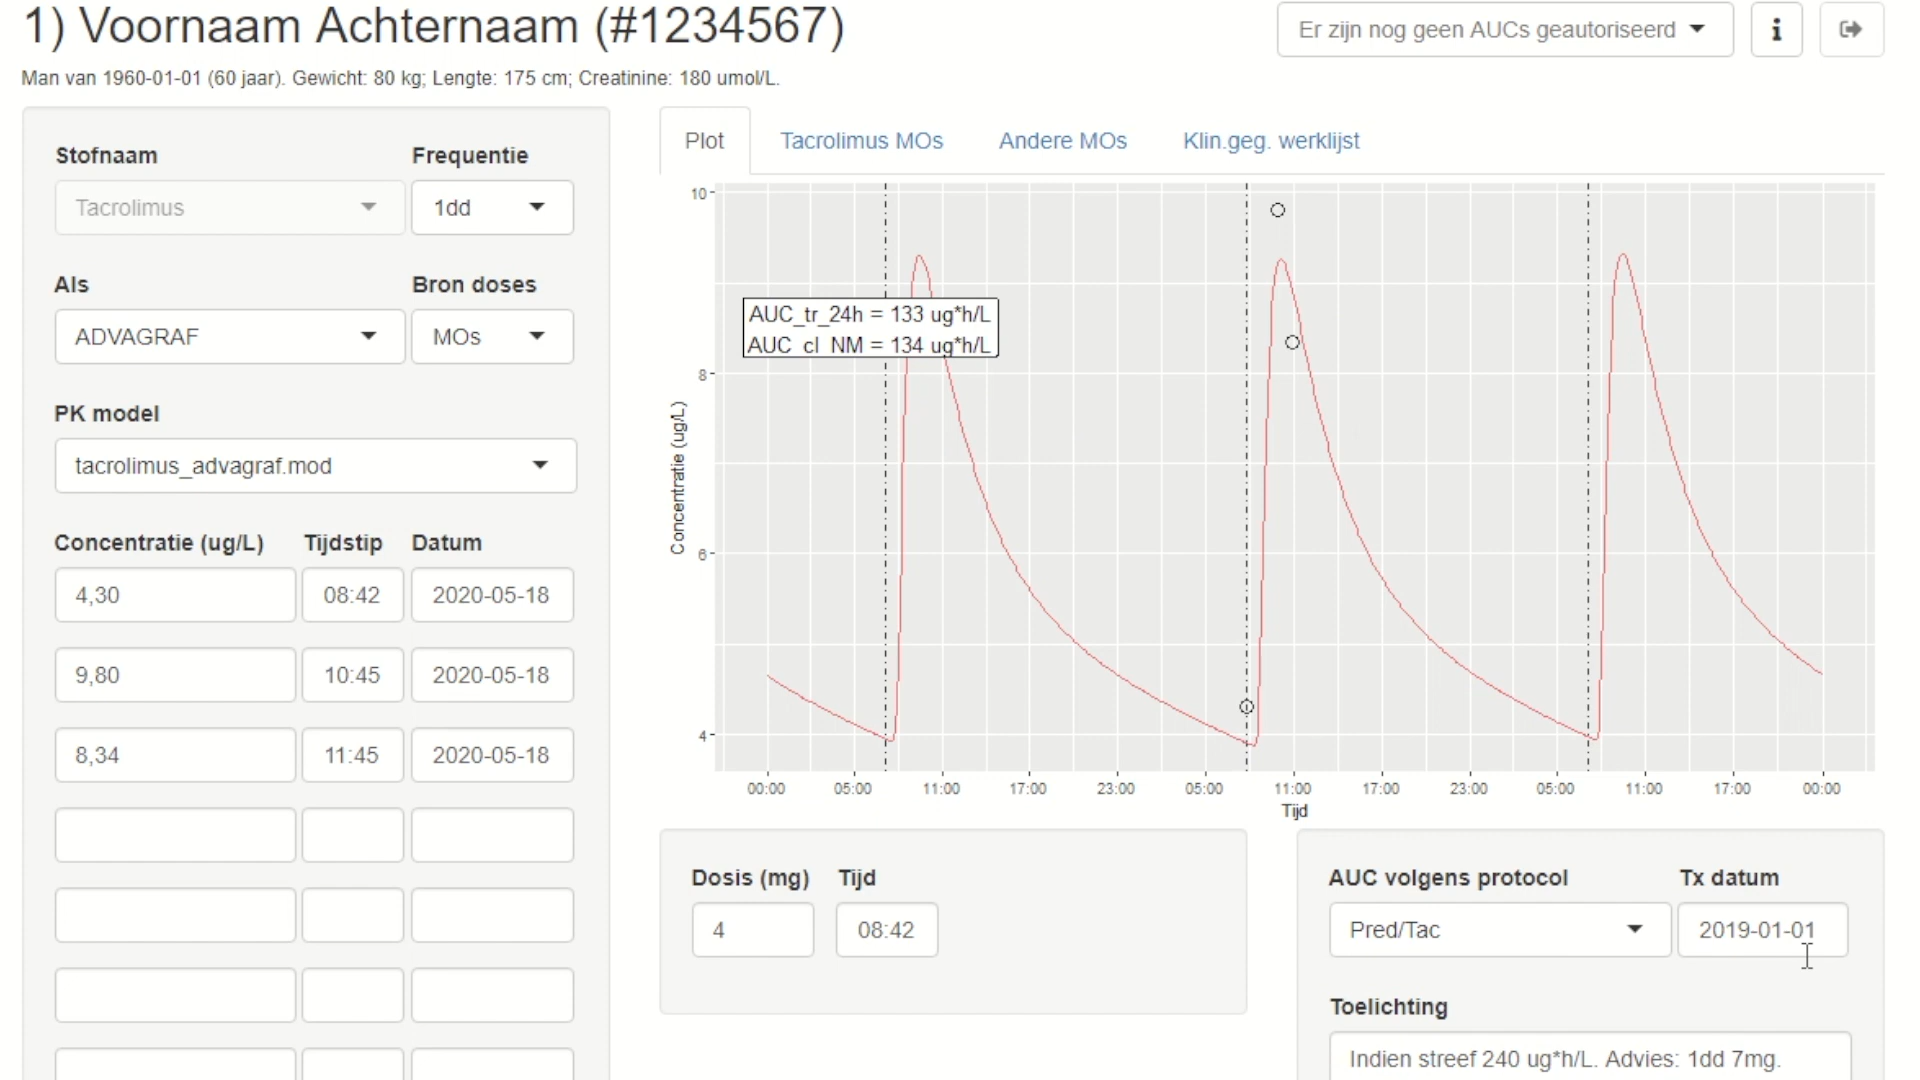 1) Voornaam Achternaam (#1234567)
Er zijn nog geen AUCs geautoriseerd
i
Man van 1960-01-01 (60 jaar). Gewicht: 80 kg; Lengte: 175 cm; Creatinine: 180 umol/L.
Stofnaam Frequentie
Tacrolimus 1dd
Als Bron doses
ADVAGRAF MOs
PK model
tacrolimus_advagraf.mod
Concentratie (ug/L) Tijdstip Datum
4,30 08:42 2020-05-18
9,80 10:45 2020-05-18
8,34 11:45 2020-05-18
Plot Tacrolimus MOs Andere MOs Klin.geg. werklijst
10
8
6
4
Concentratie (ug/L)
AUC_tr_24h = 133 ug*h/L
AUC_cl_NM = 134 ug*h/L
00:00 05:00 11:00 17:00 23:00 05:00 11:00 17:00 23:00 05:00 11:00 17:00 00:00
Tijd
Dosis (mg) Tijd
4 08:42
AUC volgens protocol Tx datum
Pred/Tac 2019-01-01
Toelichting
Indien streef 240 ug*h/L. Advies: 1dd 7mg.